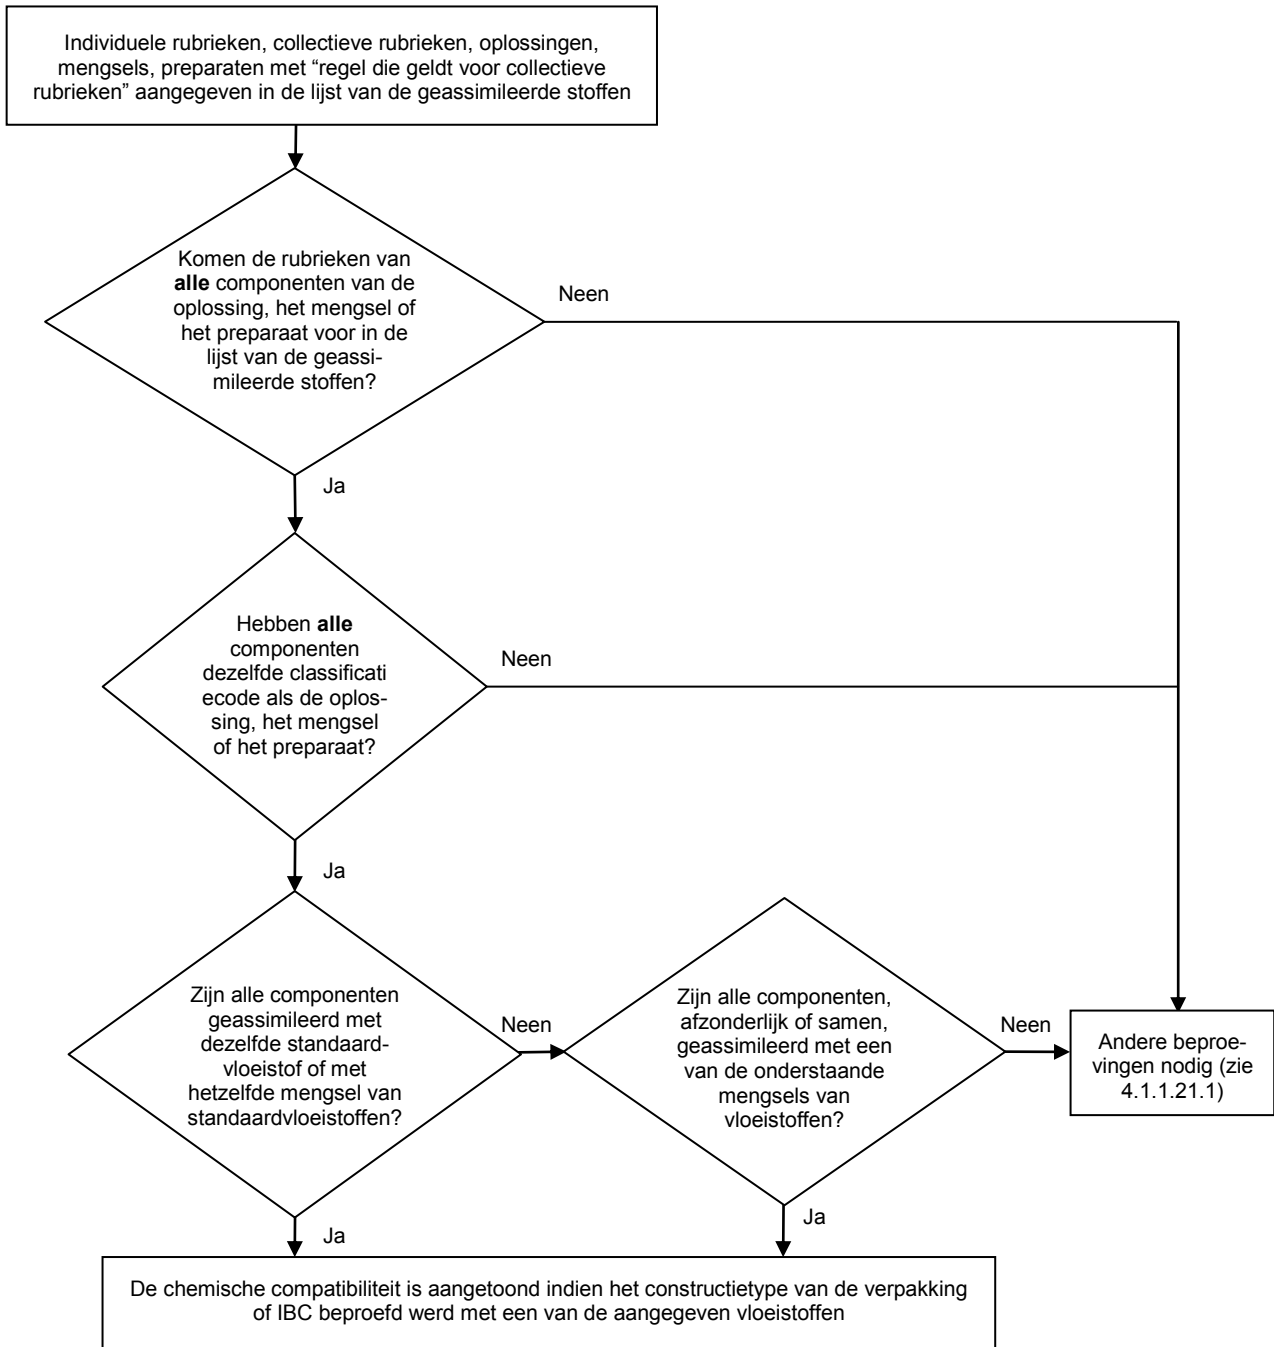 Individuele rubrieken, collectieve rubrieken, oplossingen,
mengsels, preparaten met “regel die geldt voor collectieve
rubrieken” aangegeven in de lijst van de geassimileerde stoffen
Komen de rubrieken van
alle componenten van de
oplossing, het mengsel of
het preparaat voor in de
lijst van de geassi-
mileerde stoffen?
Neen
Ja
Hebben alle
componenten
dezelfde classificati
ecode als de oplos-
sing, het mengsel
of het preparaat?
Neen
Ja
Zijn alle componenten
geassimileerd met
dezelfde standaard-
vloeistof of met
hetzelfde mengsel van
standaardvloeistoffen?
Neen
Zijn alle componenten,
afzonderlijk of samen,
geassimileerd met een
van de onderstaande
mengsels van
vloeistoffen?
Neen
Andere beproe-
vingen nodig (zie
4.1.1.21.1)
Ja
Ja
De chemische compatibiliteit is aangetoond indien het constructietype van de verpakking
of IBC beproefd werd met een van de aangegeven vloeistoffen